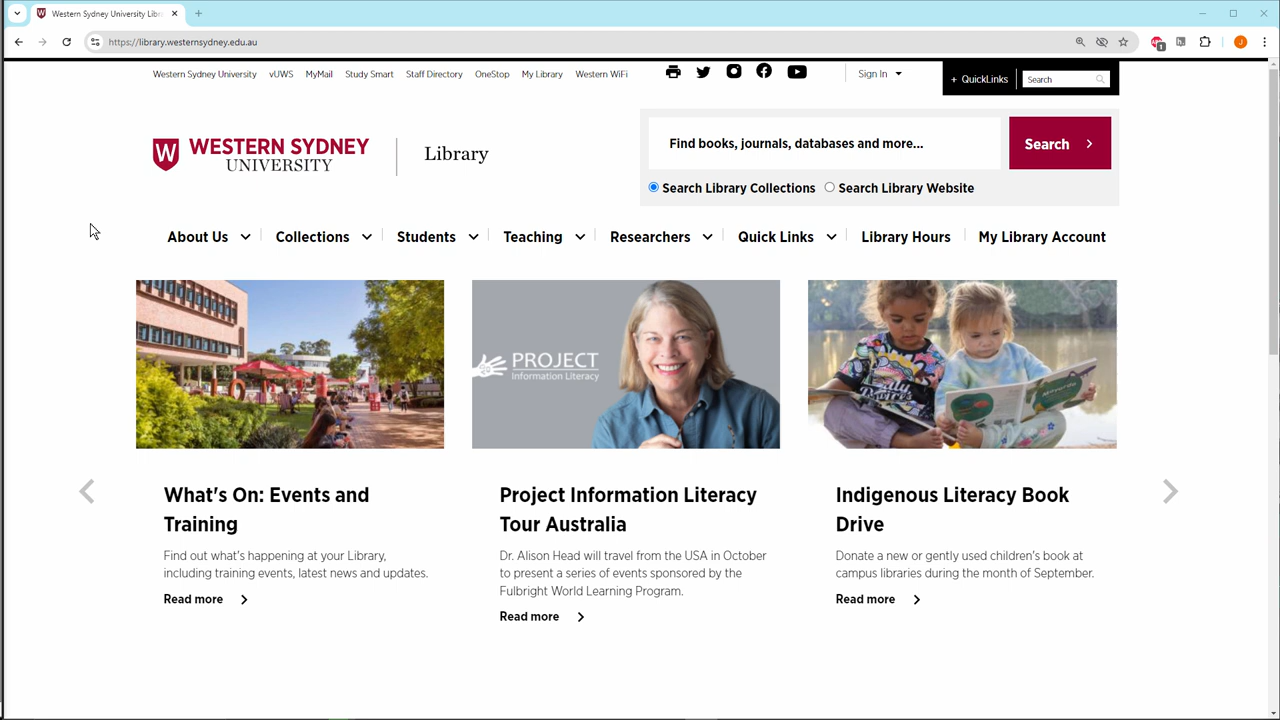 Western Sydney University Libr
https://library.westernsydney.edu.au
Western Sydney University vUWS MyMail Study Smart Staff Directory OneStop My Library Western WiFi Sign In + QuickLinks Search
WESTERN SYDNEY
UNIVERSITY
W
Library
Find books, journals, databases and more...
Search
Search Library Collections Search Library Website
About Us Collections Students Teaching Researchers Quick Links Library Hours My Library Account
PROJECT
Information Literacy
What's On: Events and
Training
Find out what's happening at your Library,
including training events, latest news and updates.
Read more
Project Information Literacy
Tour Australia
Dr. Alison Head will travel from the USA in October
to present a series of events sponsored by the
Fulbright World Learning Program.
Read more
Indigenous Literacy Book
Drive
Donate a new or gently used children's book at
campus libraries during the month of September.
Read more